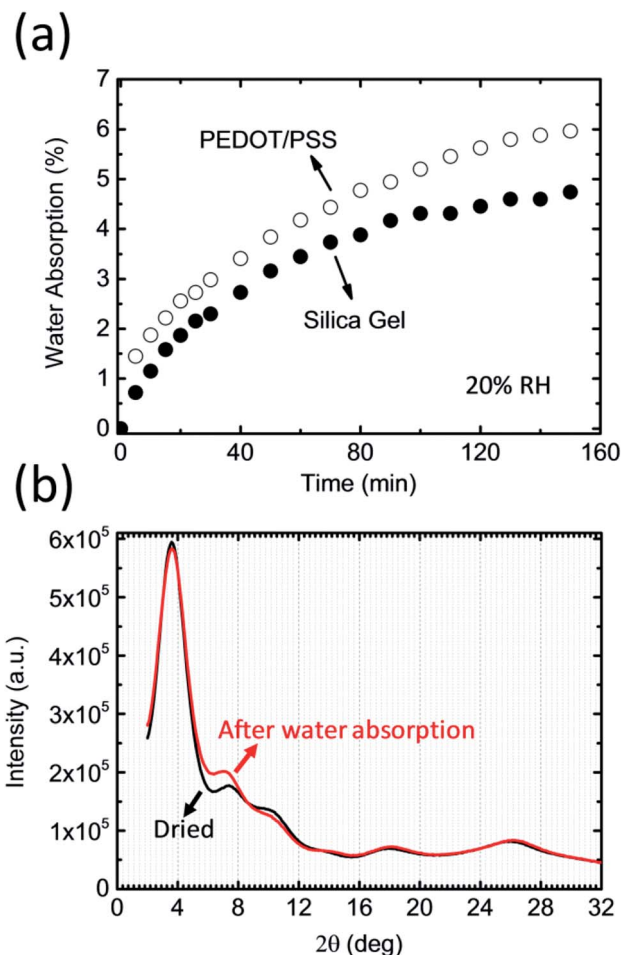 (a)
7
6
5
4
3
2
1
0
Water Absorption (%)
PEDOT/PSS
Silica Gel
20% RH
0 40 80 120 160
Time (min)
(b)
6x10⁵
5x10⁵
4x10⁵
3x10⁵
2x10⁵
1x10⁵
0
Intensity (a.u.)
After water absorption
Dried
0 4 8 12 16 20 24 28 32
2θ (deg)